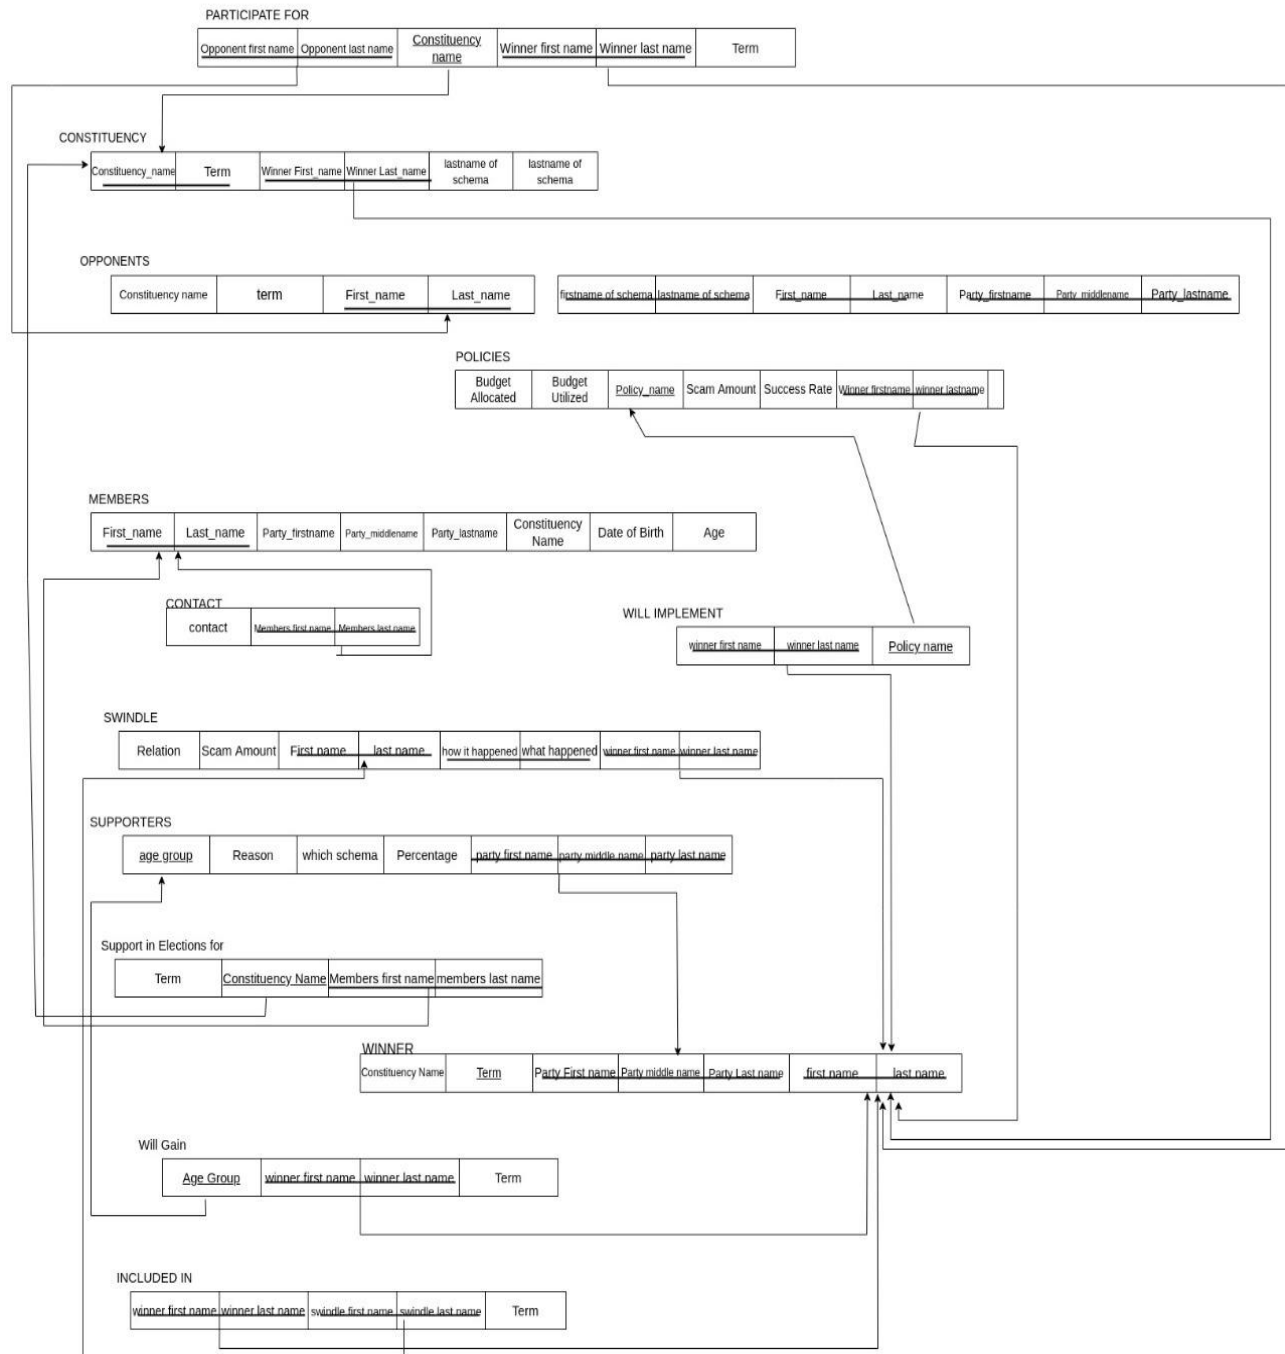 PARTICIPATE FOR
Opponent first name Opponent last name Constituency name Winner first name Winner last name Term
CONSTITUENCY
Constituency_name Term Winner First_name Winner Last_name lastname of schema lastname of schema
OPPONENTS
Constituency name term First_name Last_name
firstname of schema lastname of schema First_name Last_name Party_firstname Party_middlename Party_lastname
POLICIES
Budget Allocated Budget Utilized Policy_name Scam Amount Success Rate Winner firstname winner lastname
MEMBERS
First_name Last_name Party_firstname Party_middlename Party_lastname Constituency Name Date of Birth Age
CONTACT
contact Members first name Members last name
WILL IMPLEMENT
winner first name winner last name Policy name
SWINDLE
Relation Scam Amount First name last name how it happened what happened winner first name winner last name
SUPPORTERS
age group Reason which schema Percentage party first name party middle name party last name
Support in Elections for
Term Constituency Name Members first name members last name
WINNER
Constituency Name Term Party First name Party middle name Party Last name first name last name
Will Gain
Age Group winner first name winner last name Term
INCLUDED IN
winner first name winner last name swindle first name swindle last name Term